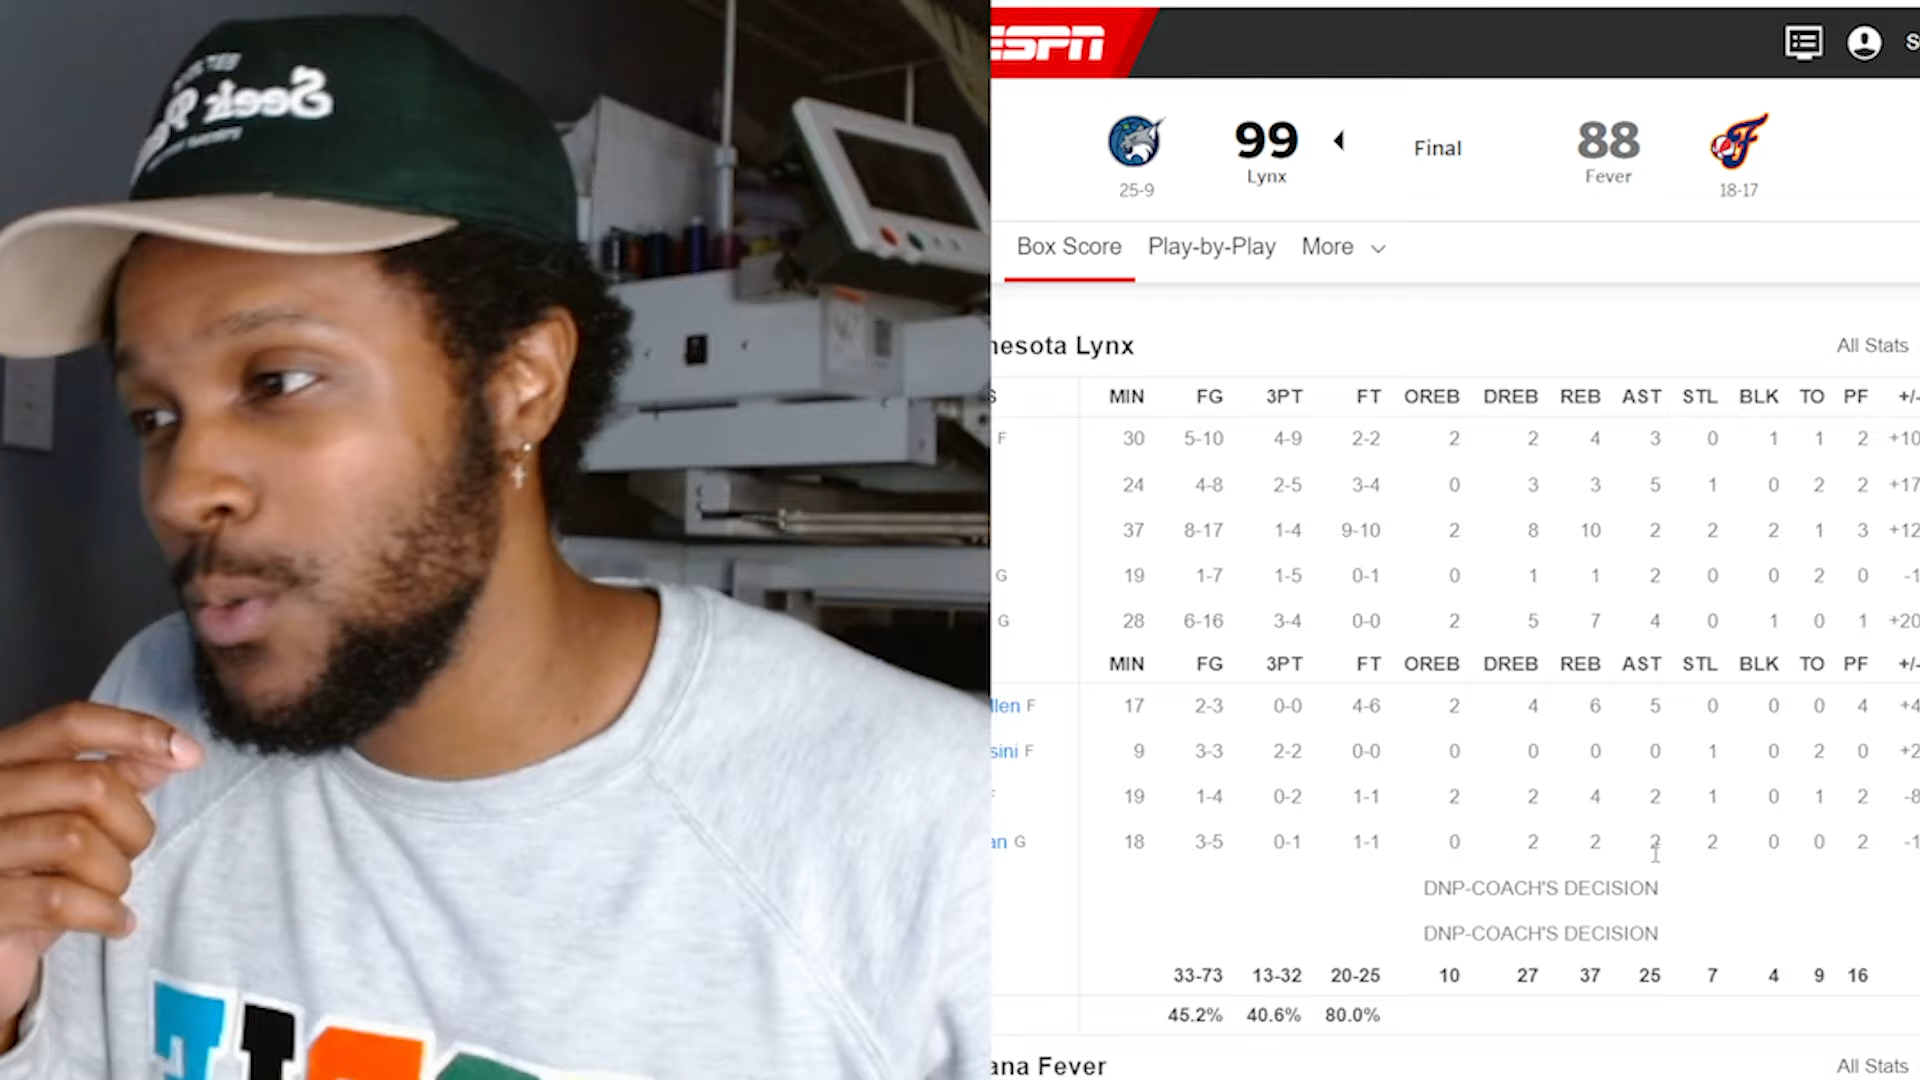 Seek
ESPN
99 Final 88
Lynx Fever
25-9 18-17
Box Score Play-by-Play More
nesota Lynx All Stats
MIN FG 3PT FT OREB DREB REB AST STL BLK TO PF +/-
F 30 5-10 4-9 2-2 2 2 4 3 0 1 1 2 +10
24 4-8 2-5 3-4 0 3 3 5 1 0 2 2 +17
37 8-17 1-4 9-10 2 8 10 2 2 2 1 3 +12
G 19 1-7 1-5 0-1 0 1 1 2 0 0 2 0 -1
G 28 6-16 3-4 0-0 2 5 7 4 0 1 0 1 +20
MIN FG 3PT FT OREB DREB REB AST STL BLK TO PF +/-
llen F 17 2-3 0-0 4-6 2 4 6 5 0 0 0 4 +4
sini F 9 3-3 2-2 0-0 0 0 0 0 1 0 2 0 +2
19 1-4 0-2 1-1 2 2 4 2 1 0 1 2 -8
an G 18 3-5 0-1 1-1 0 2 2 2 2 0 0 2 -1
DNP-COACH'S DECISION
DNP-COACH'S DECISION
33-73 13-32 20-25 10 27 37 25 7 4 9 16
45.2% 40.6% 80.0%
ana Fever All Stats